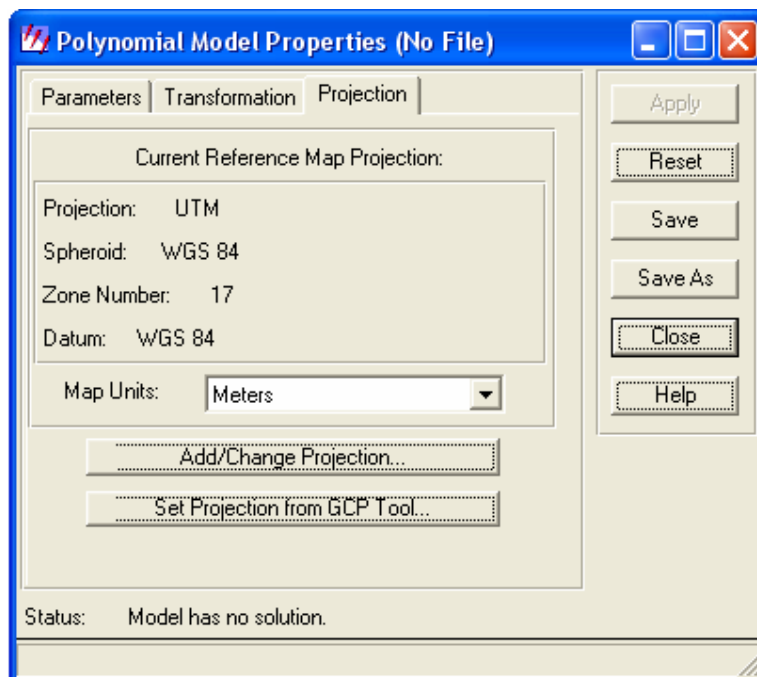 Polynomial Model Properties (No File)
Parameters Transformation Projection
Current Reference Map Projection:
Projection: UTM
Spheroid: WGS 84
Zone Number: 17
Datum: WGS 84
Map Units: Meters
Add/Change Projection...
Set Projection from GCP Tool...
Apply
Reset
Save
Save As
Close
Help
Status: Model has no solution.